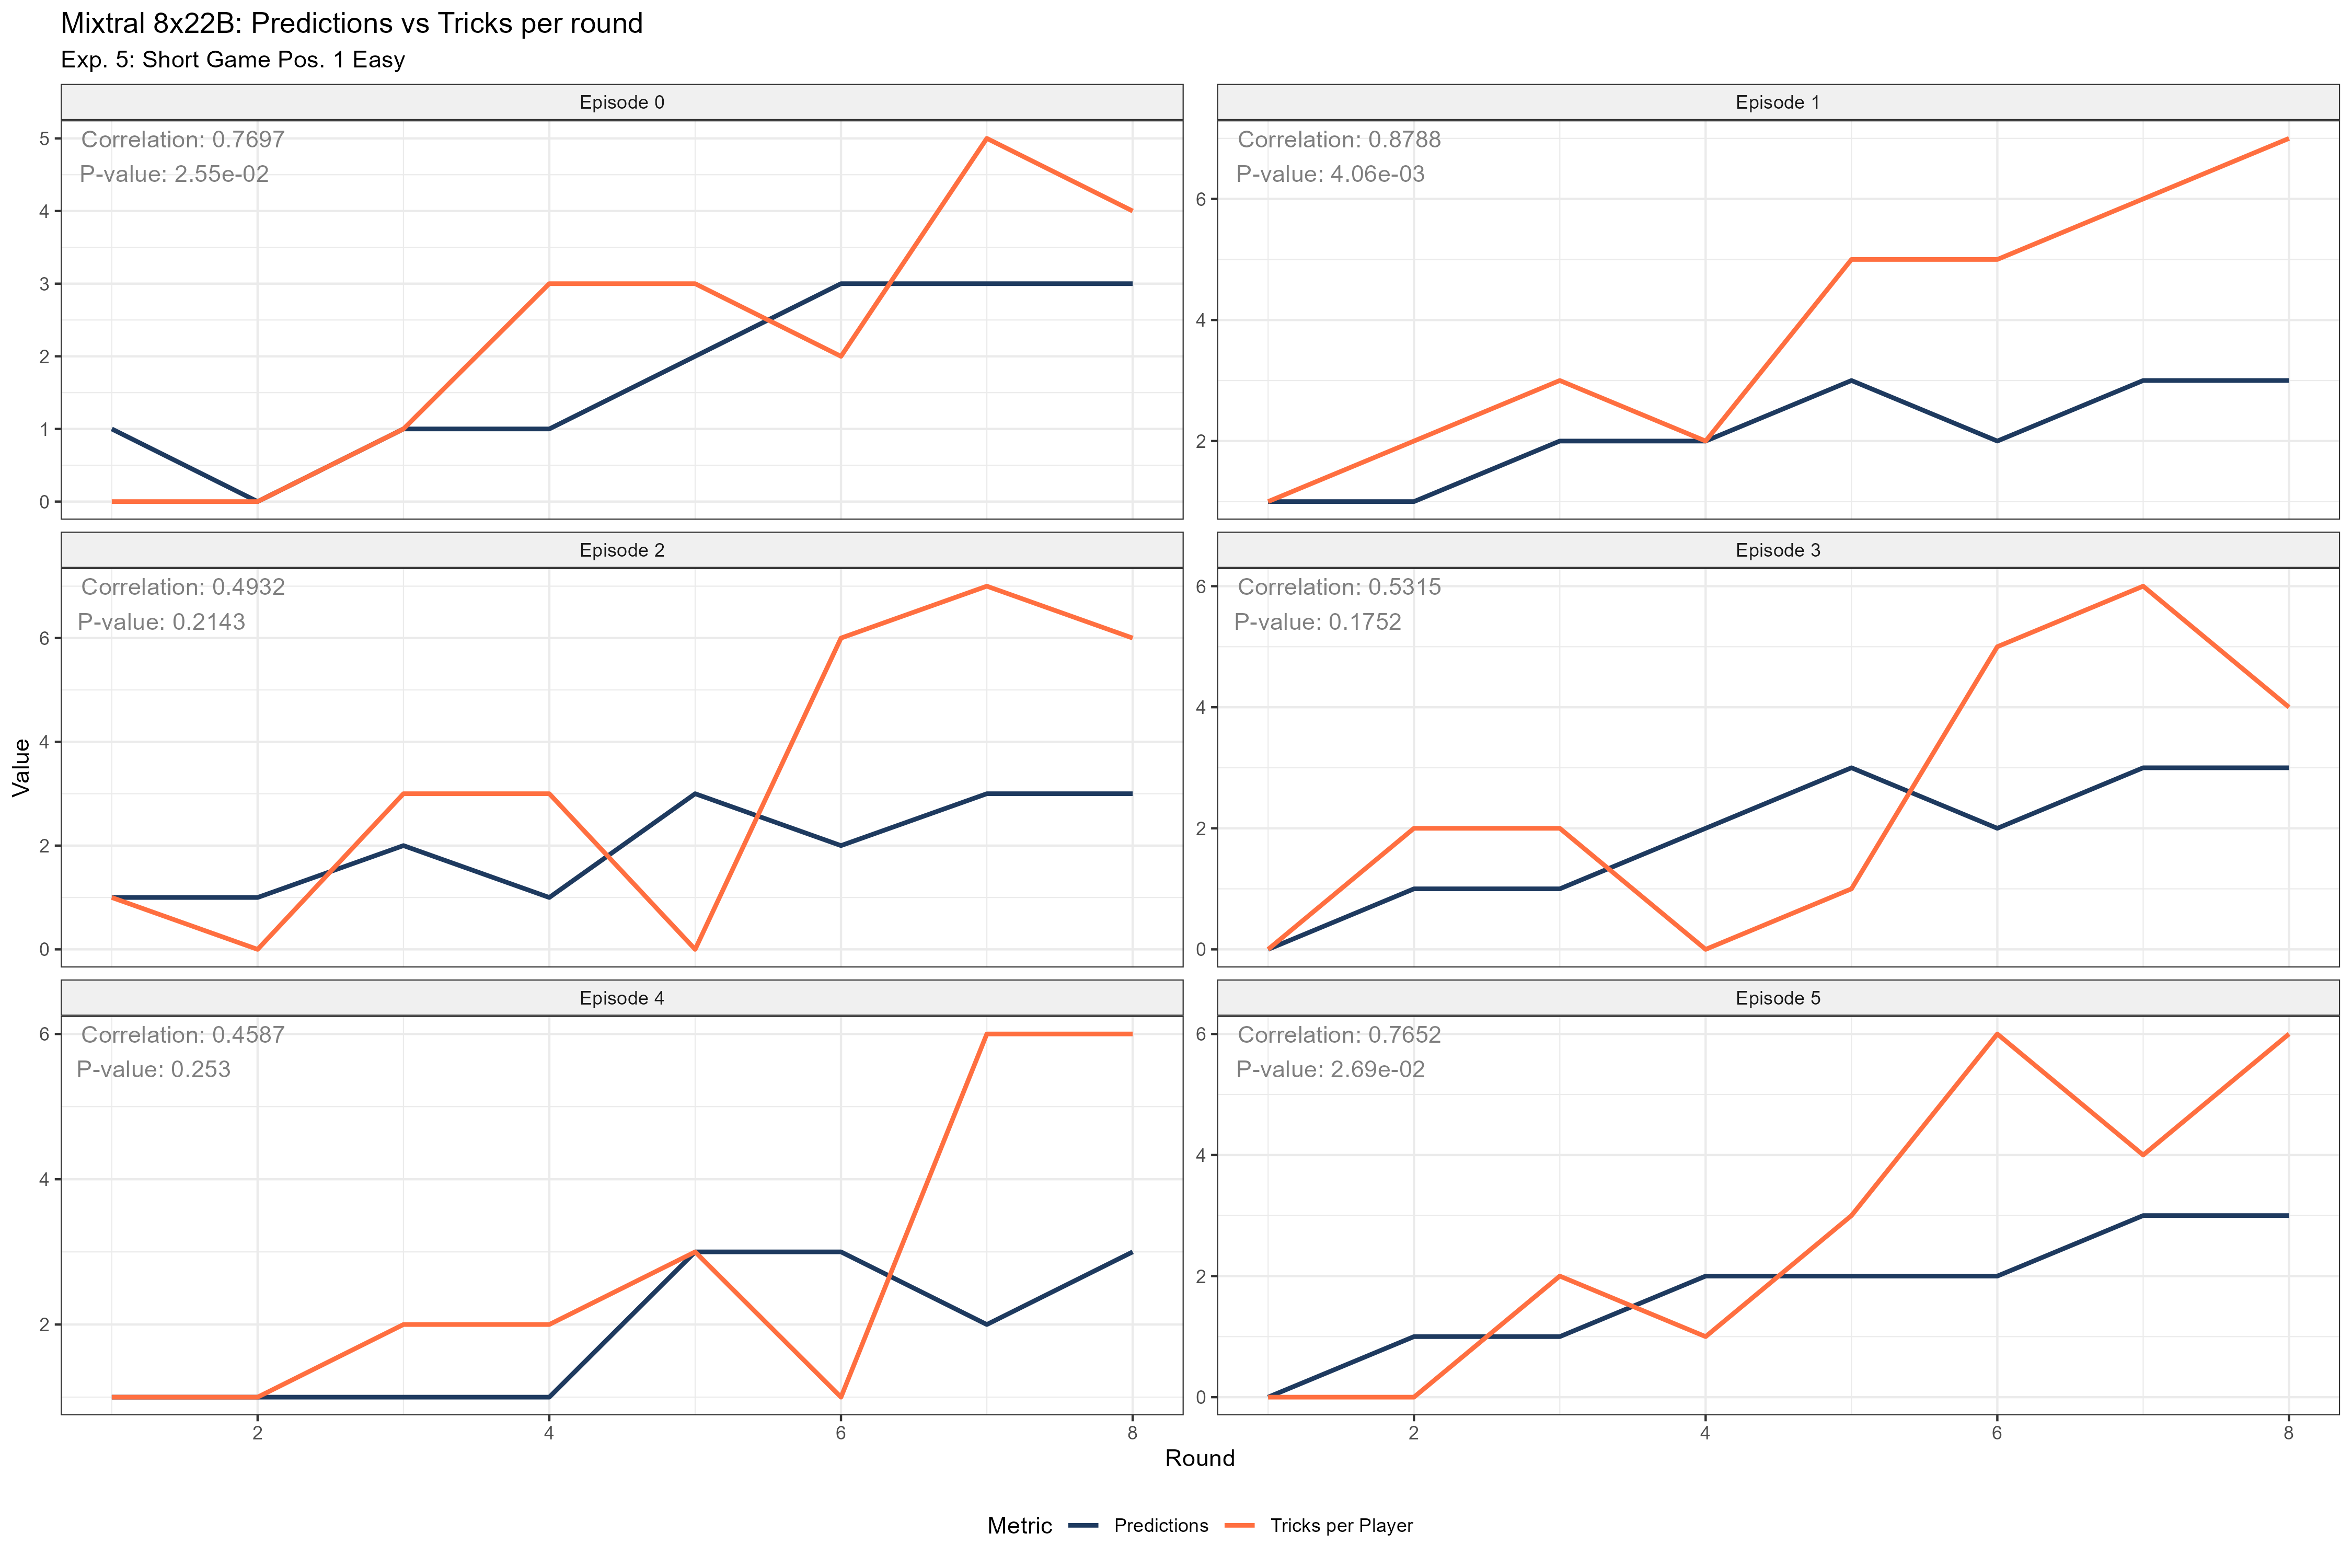 Mixtral 8x22B: Predictions vs Tricks per round
Exp. 5: Short Game Pos. 1 Easy
Episode 0
Correlation: 0.7697
P-value: 2.55e-02
5
4
3
2
1
0
Episode 1
Correlation: 0.8788
P-value: 4.06e-03
6
4
2
Episode 2
Correlation: 0.4932
P-value: 0.2143
6
4
2
0
Episode 3
Correlation: 0.5315
P-value: 0.1752
6
4
2
0
Episode 4
Correlation: 0.4587
P-value: 0.253
6
4
2
2 4 6 8
Episode 5
Correlation: 0.7652
P-value: 2.69e-02
6
4
2
0
2 4 6 8
Value
Round
Metric Predictions Tricks per Player